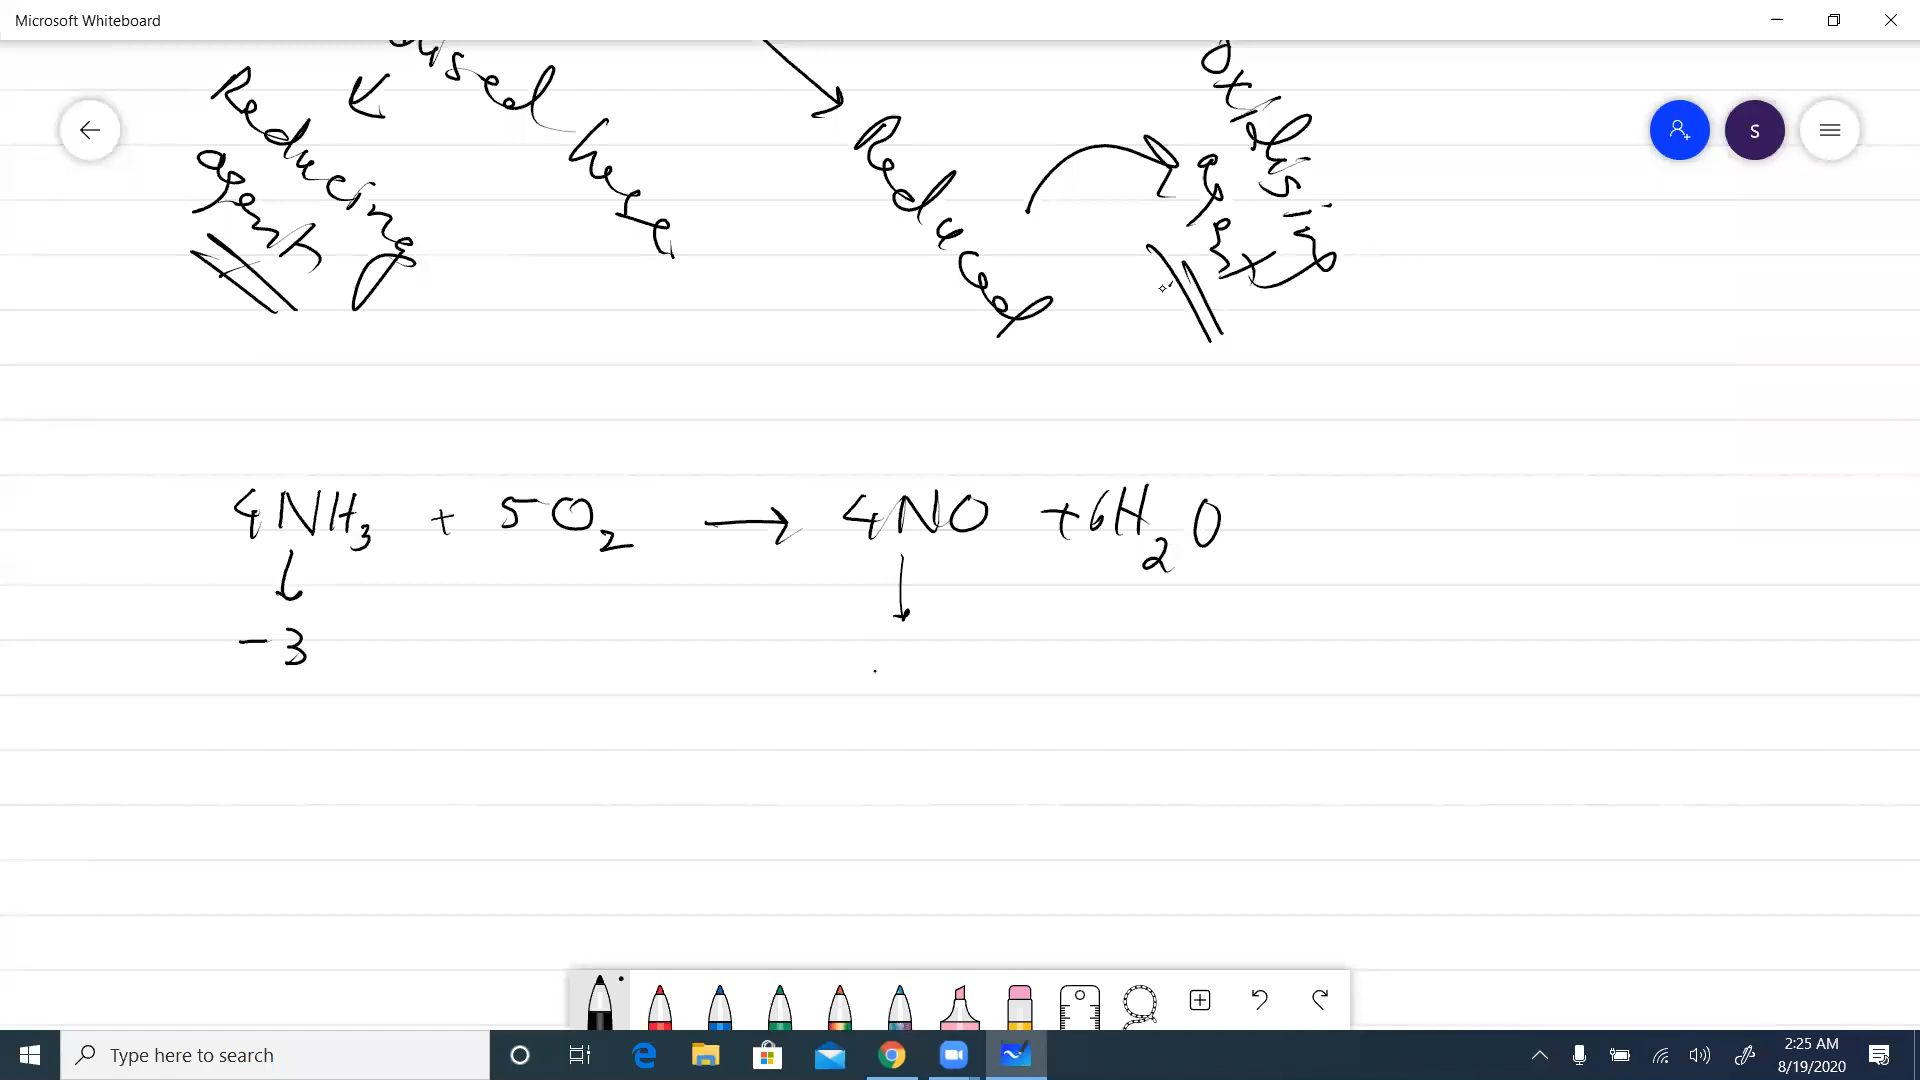 Microsoft Whiteboard
Reducing
agent
here
Reduced
Oxidising
agent
S
4NH3 + 5O2 → 4NO + 6H2O
-3
Type here to search
2:25 AM
8/19/2020